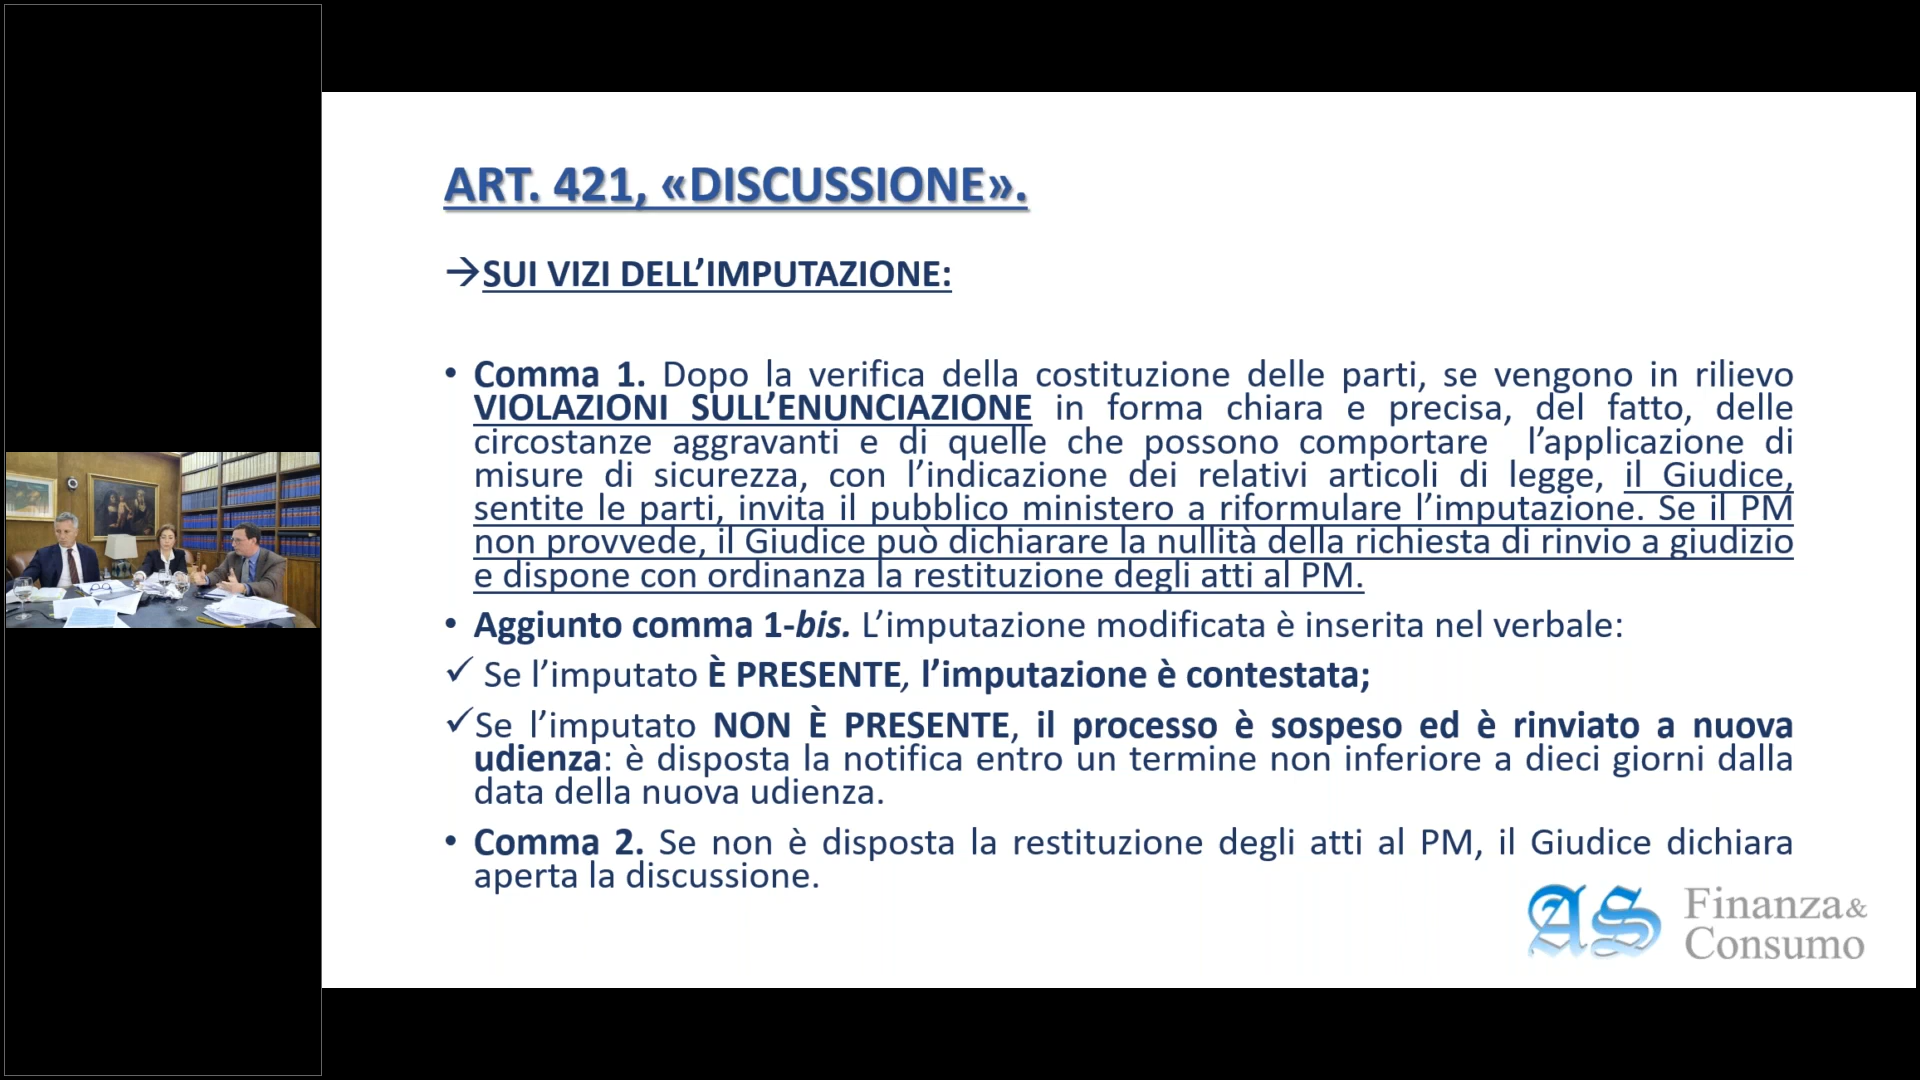 ART. 421, «DISCUSSIONE».
→SUI VIZI DELL’IMPUTAZIONE:
• Comma 1. Dopo la verifica della costituzione delle parti, se vengono in rilievo
VIOLAZIONI SULL’ENUNCIAZIONE in forma chiara e precisa, del fatto, delle
circostanze aggravanti e di quelle che possono comportare l’applicazione di
misure di sicurezza, con l’indicazione dei relativi articoli di legge, il Giudice,
sentite le parti, invita il pubblico ministero a riformulare l’imputazione. Se il PM
non provvede, il Giudice può dichiarare la nullità della richiesta di rinvio a giudizio
e dispone con ordinanza la restituzione degli atti al PM.
• Aggiunto comma 1-bis. L’imputazione modificata è inserita nel verbale:
✓ Se l’imputato È PRESENTE, l’imputazione è contestata;
✓Se l’imputato NON È PRESENTE, il processo è sospeso ed è rinviato a nuova
udienza: è disposta la notifica entro un termine non inferiore a dieci giorni dalla
data della nuova udienza.
• Comma 2. Se non è disposta la restituzione degli atti al PM, il Giudice dichiara
aperta la discussione.
AS Finanza&
Consumo